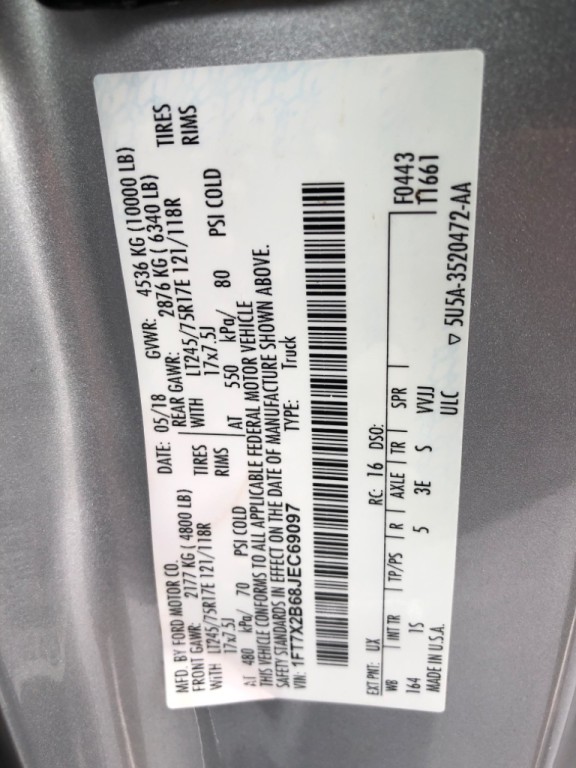 MFD. BY FORD MOTOR CO.
DATE: 05/18 GVWR: 4536 KG (10000 LB)
FRONT GAWR: 2177 KG ( 4800 LB) REAR GAWR: 2876 KG ( 6340 LB)
WITH LT245/75R17E 121/118R TIRES WITH LT245/75R17E 121/118R TIRES
17x7.5J RIMS 17x7.5J RIMS
AT 480 kPa/ 70 PSI COLD AT 550 kPa/ 80 PSI COLD
THIS VEHICLE CONFORMS TO ALL APPLICABLE FEDERAL MOTOR VEHICLE
SAFETY STANDARDS IN EFFECT ON THE DATE OF MANUFACTURE SHOWN ABOVE.
VIN: 1FT7X2B68JEC69097 TYPE: Truck
F0443
T1661
EXT PNT: UX RC: 16 DSO:
WB INT TR TP/PS R AXLE TR SPR
164 1S 5 3E S VVJJ
MADE IN U.S.A. ULC
▽ 5U5A-3520472-AA